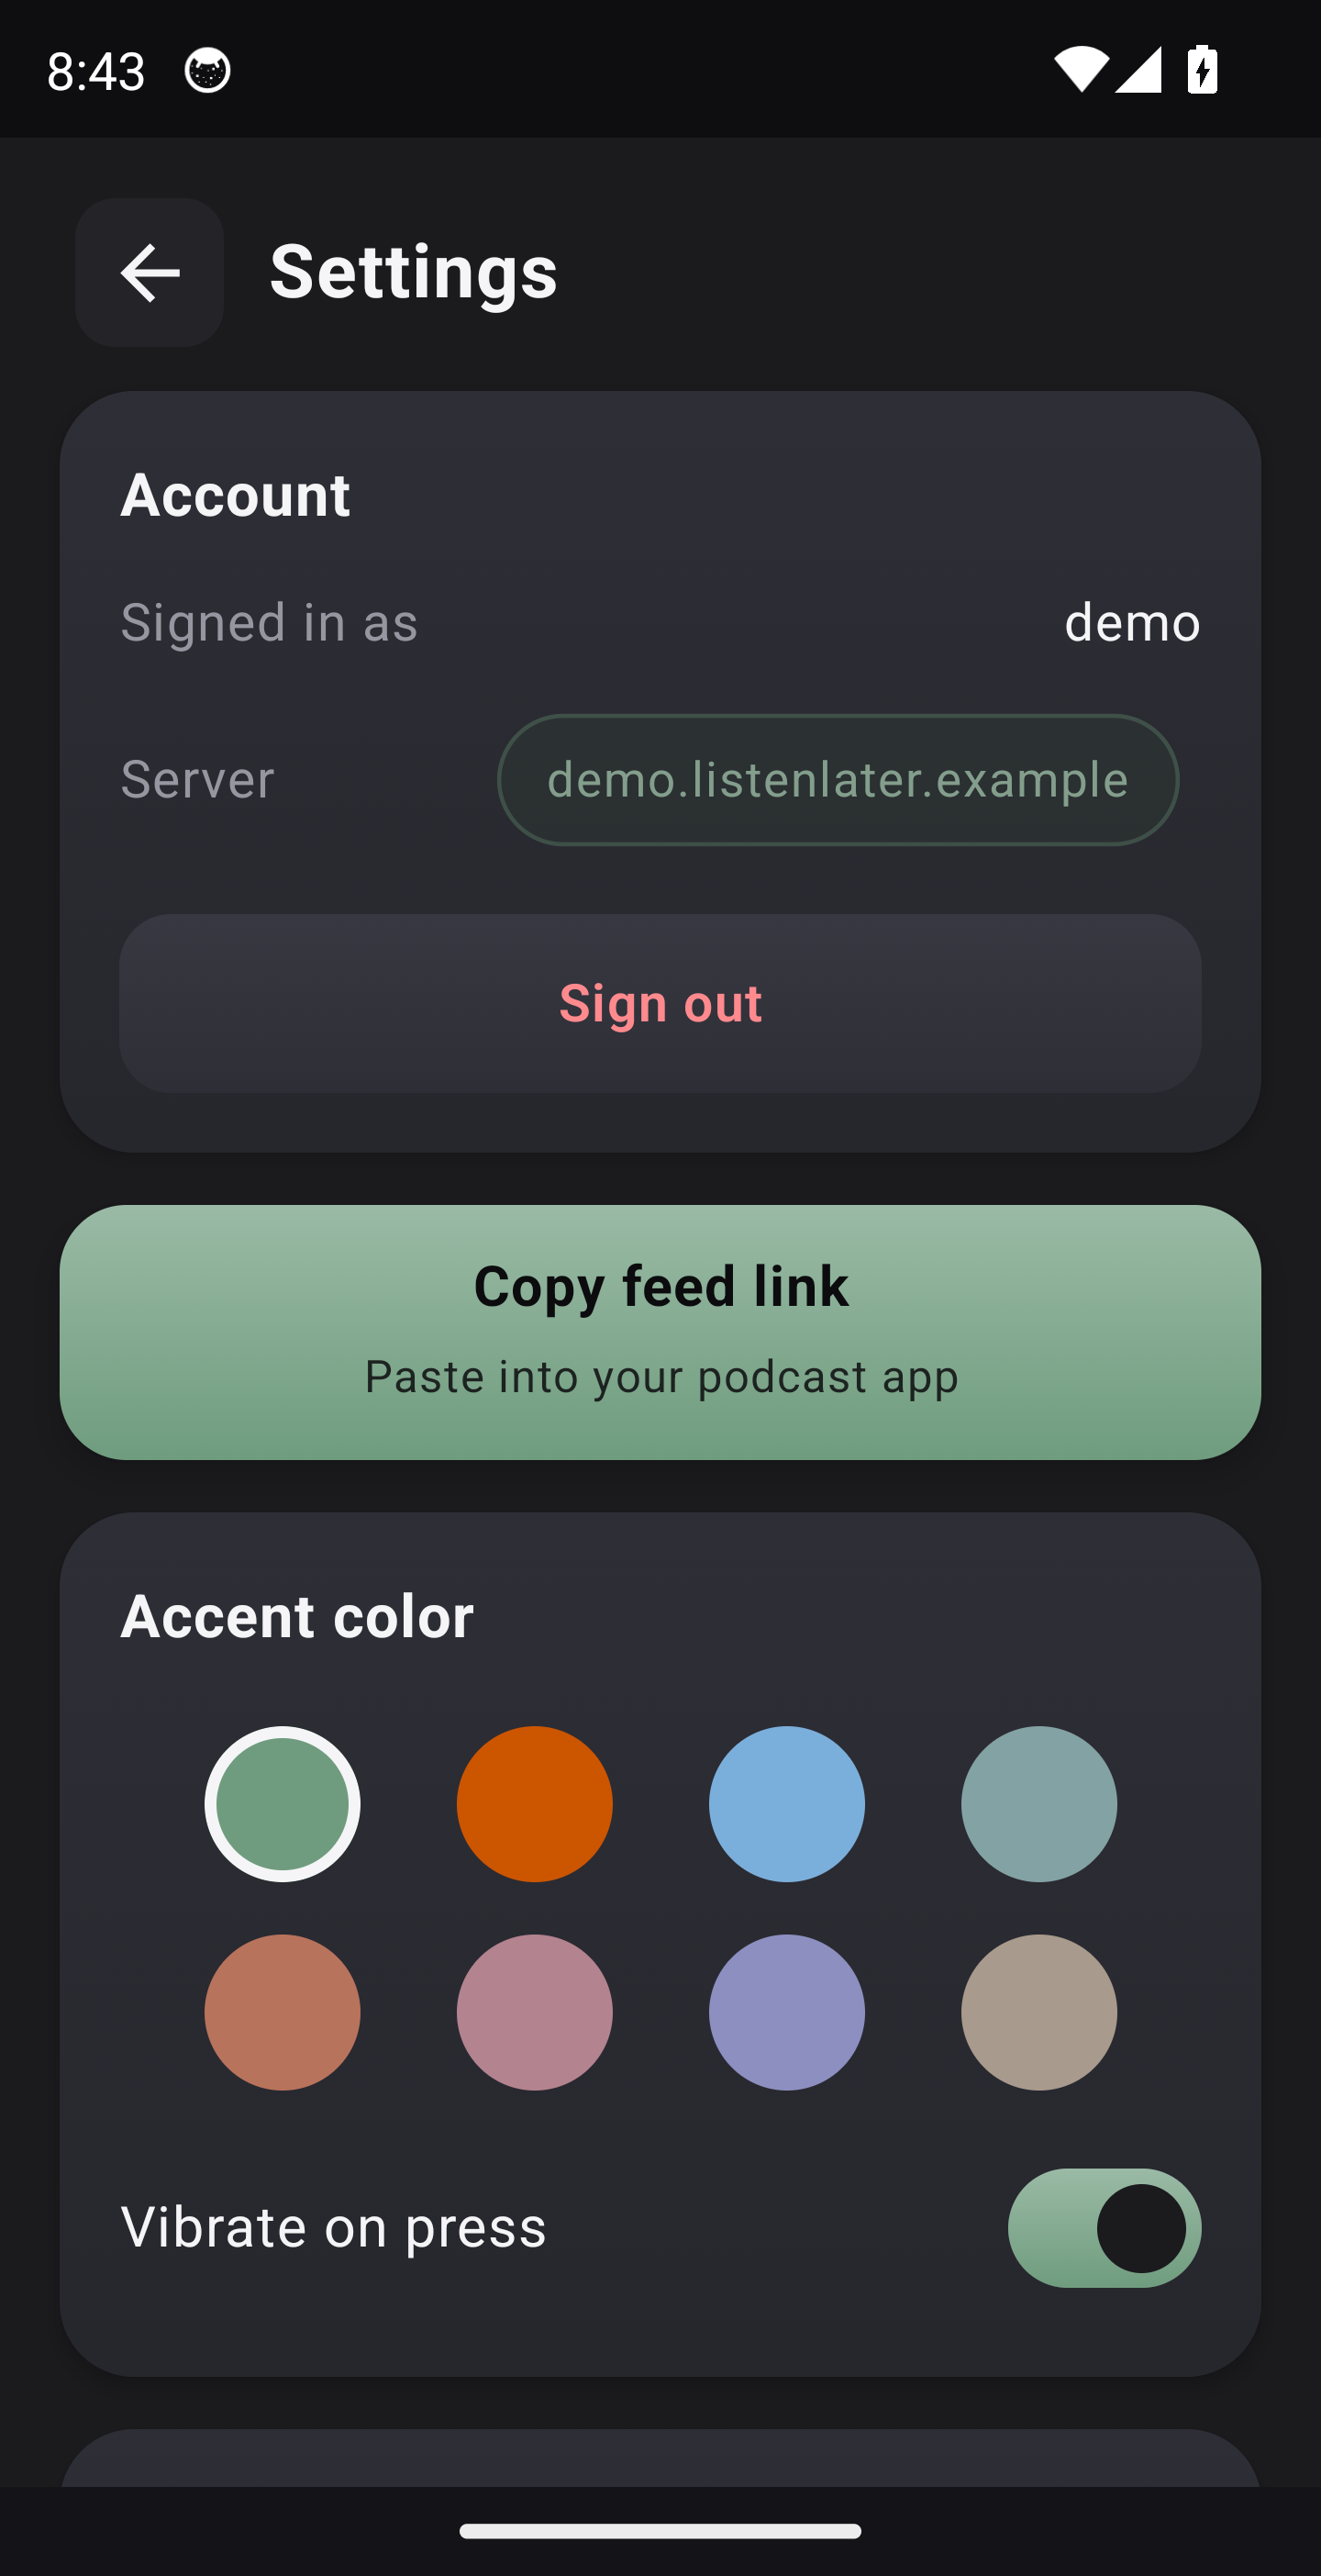 8:43
Settings
Account
Signed in as demo
Server demo.listenlater.example
Sign out
Copy feed link
Paste into your podcast app
Accent color
Vibrate on press